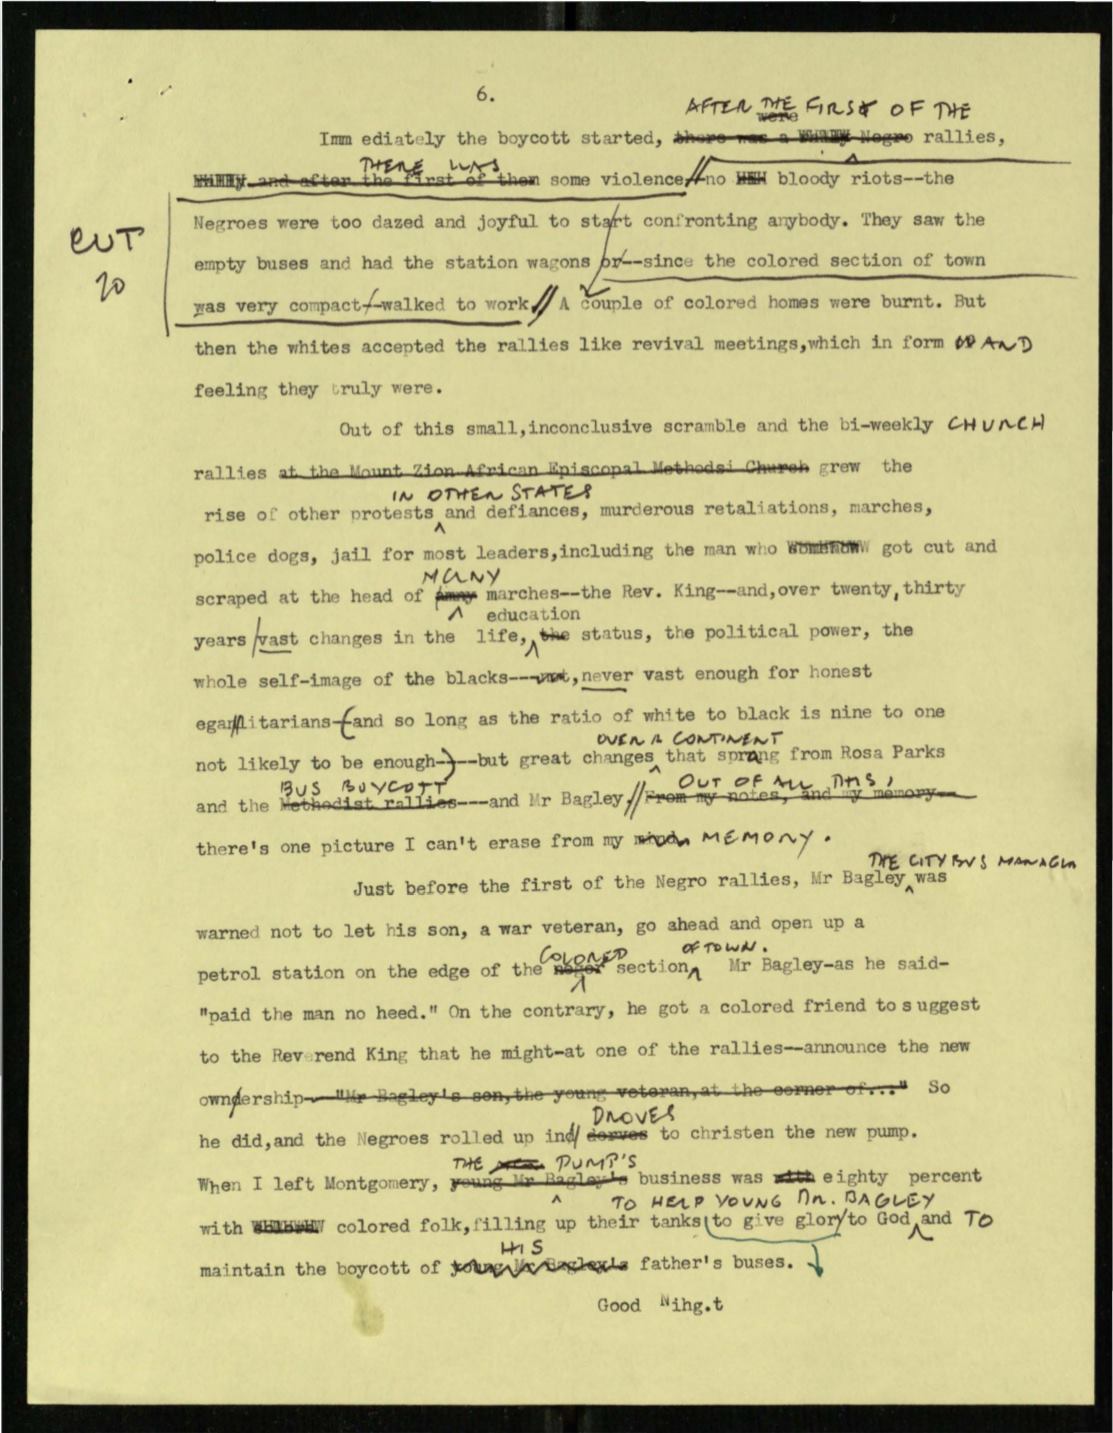 6.
AFTER THE FIRST OF THE
were
Imm ediately the boycott started, there was a Negro rallies,
THERE WAS
and after the first of them some violence//no bloody riots--the
Negroes were too dazed and joyful to start confronting anybody. They saw the
CUT
empty buses and had the station wagons or--since the colored section of town
20
was very compact--walked to work// A couple of colored homes were burnt. But
then the whites accepted the rallies like revival meetings,which in form AND
feeling they truly were.
Out of this small,inconclusive scramble and the bi-weekly CHURCH
rallies at the Mount Zion African Episcopal Methodsi Church grew the
IN OTHER STATES
rise of other protests and defiances, murderous retaliations, marches,
police dogs, jail for most leaders,including the man who got cut and
MANY
scraped at the head of marches--the Rev. King--and,over twenty,thirty
education
years vast changes in the life, the status, the political power, the
whole self-image of the blacks---not,never vast enough for honest
egarlitarians-(and so long as the ratio of white to black is nine to one
OVER A CONTINENT
not likely to be enough-)--but great changes that sprang from Rosa Parks
BUS BOYCOTT OUT OF ALL THIS,
and the Methodist rallies---and Mr Bagley.//From my notes, and my memory--
there's one picture I can't erase from my mind. MEMORY.
THE CITY BUS MANAGER
Just before the first of the Negro rallies, Mr Bagley was
warned not to let his son, a war veteran, go ahead and open up a
COLORED OF TOWN.
petrol station on the edge of the neger section Mr Bagley-as he said-
"paid the man no heed." On the contrary, he got a colored friend to s uggest
to the Reverend King that he might-at one of the rallies--announce the new
owndership--"Mr Bagley's son,the young veteran,at the corner of..." So
DROVES
he did,and the Negroes rolled up ind dorves to christen the new pump.
THE PUMP'S
When I left Montgomery, young Mr Bagley's business was with eighty percent
TO HELP YOUNG MR. BAGLEY
with colored folk,filling up their tanks(to give glory to God and TO
HIS
maintain the boycott of young Mr Bagley's father's buses.
Good Nihg.t